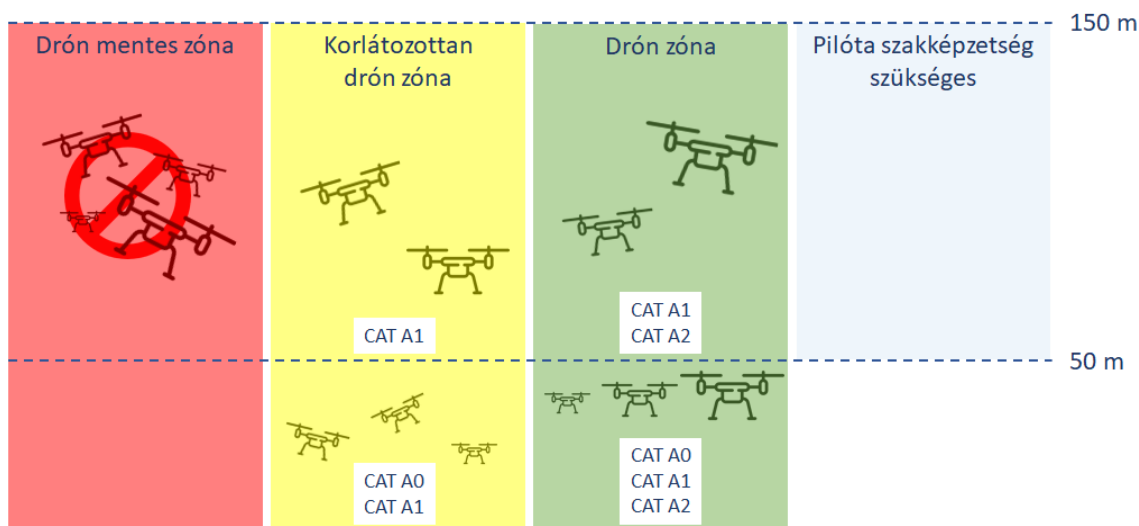 150 m
Drón mentes zóna
Korlátozottan
drón zóna
Drón zóna
Pilóta szakképzetség
szükséges
CAT A1
CAT A1
CAT A2
50 m
CAT A0
CAT A1
CAT A0
CAT A1
CAT A2